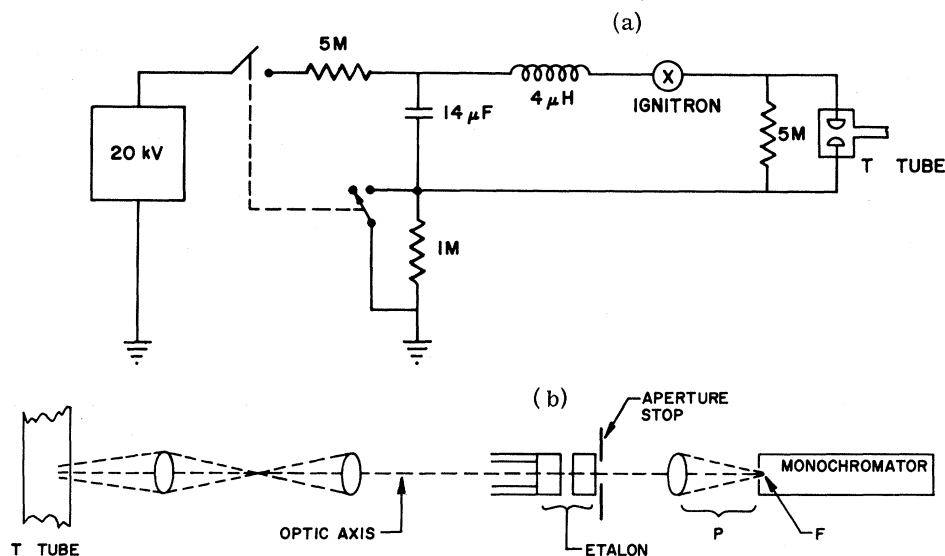 (a)
5M
4 μH
IGNITRON
14 μF
5M
20 kV
T TUBE
1M
(b)
APERTURE
STOP
MONOCHROMATOR
OPTIC AXIS
ETALON
P
F
T TUBE